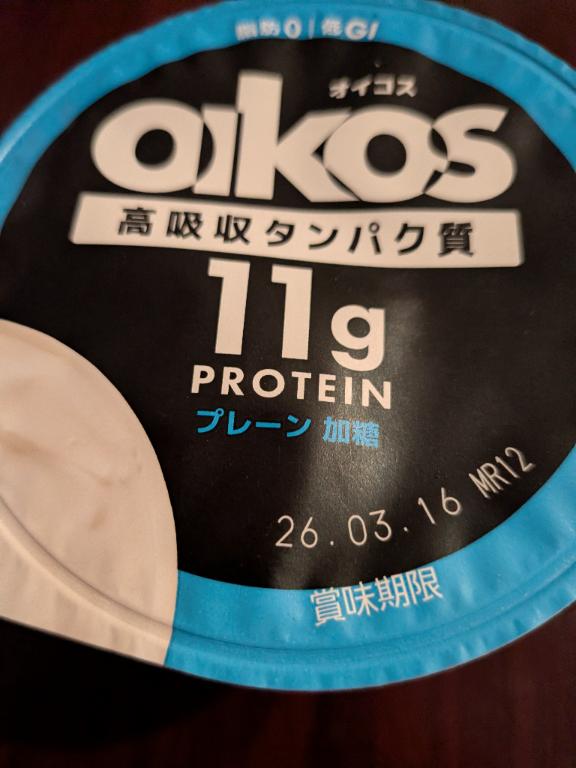 脂肪0 | 低GI
オイコス
oikos
高吸収タンパク質
11g
PROTEIN
プレーン 加糖
26.03.16 MR12
賞味期限